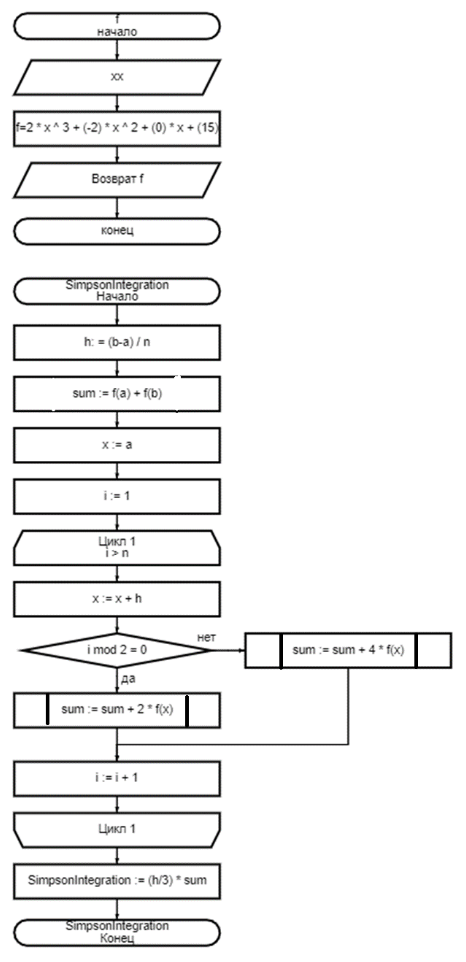 f
начало
xx
f=2 * x ^ 3 + (-2) * x ^ 2 + (0) * x + (15)
Возврат f
конец
SimpsonIntegration
Начало
h: = (b-a) / n
sum := f(a) + f(b)
x := a
i := 1
Цикл 1
i > n
x := x + h
i mod 2 = 0
нет
sum := sum + 4 * f(x)
да
sum := sum + 2 * f(x)
i := i + 1
Цикл 1
SimpsonIntegration := (h/3) * sum
SimpsonIntegration
Конец